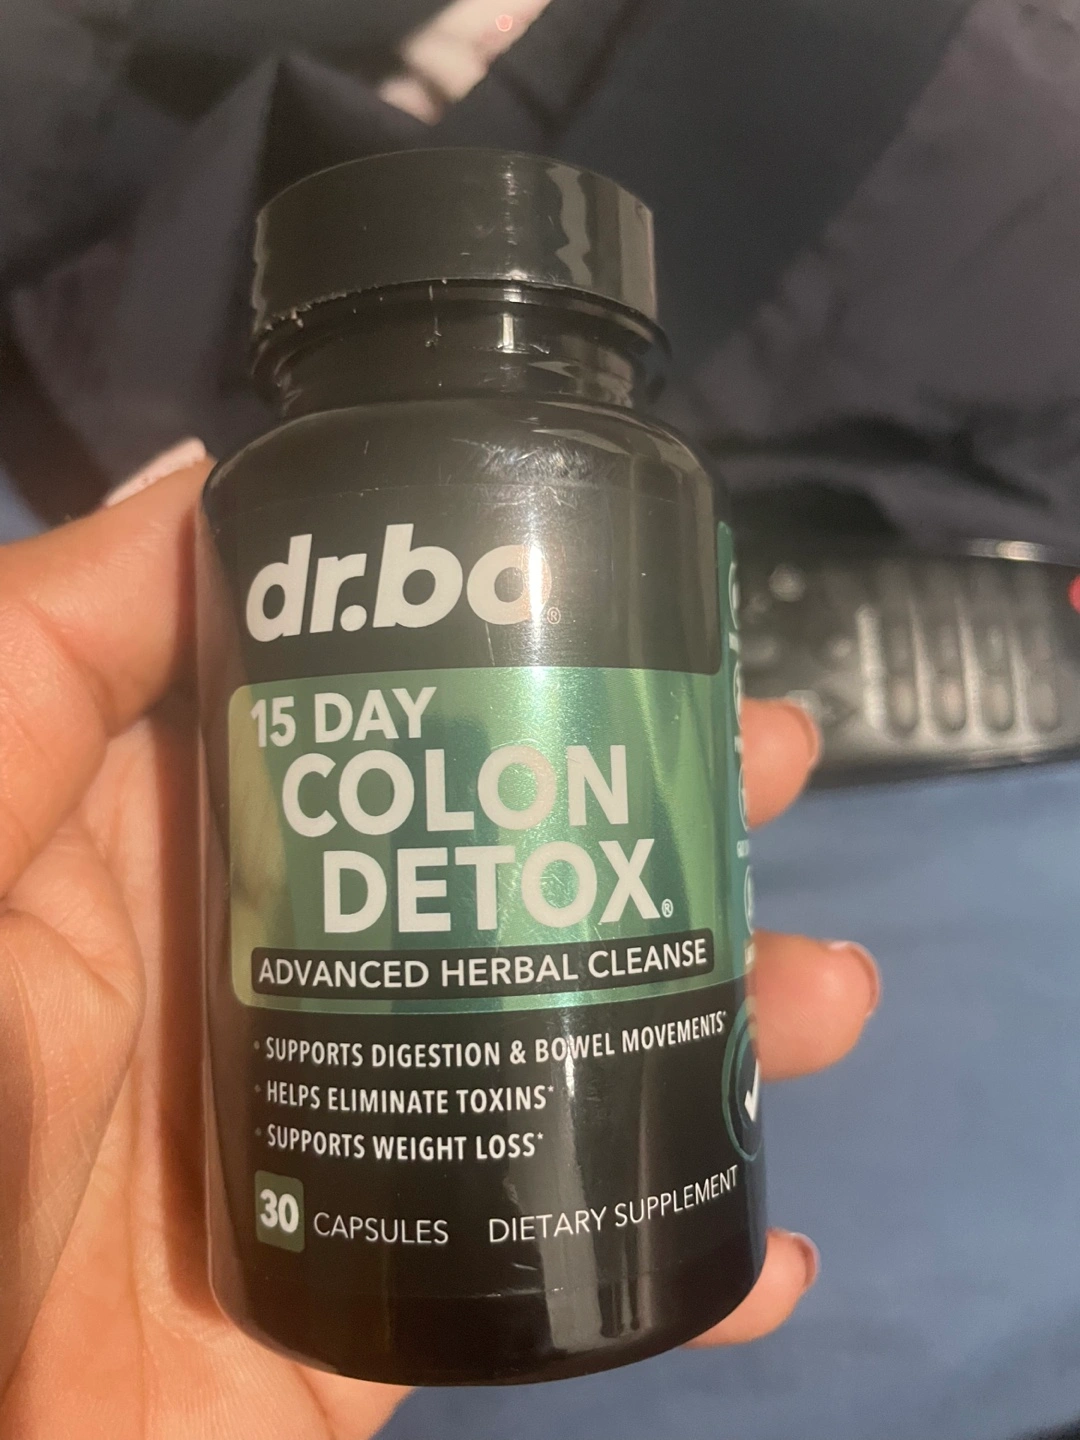 dr.bo®
15 DAY
COLON
DETOX®
ADVANCED HERBAL CLEANSE
• SUPPORTS DIGESTION & BOWEL MOVEMENTS*
• HELPS ELIMINATE TOXINS*
• SUPPORTS WEIGHT LOSS*
30 CAPSULES DIETARY SUPPLEMENT